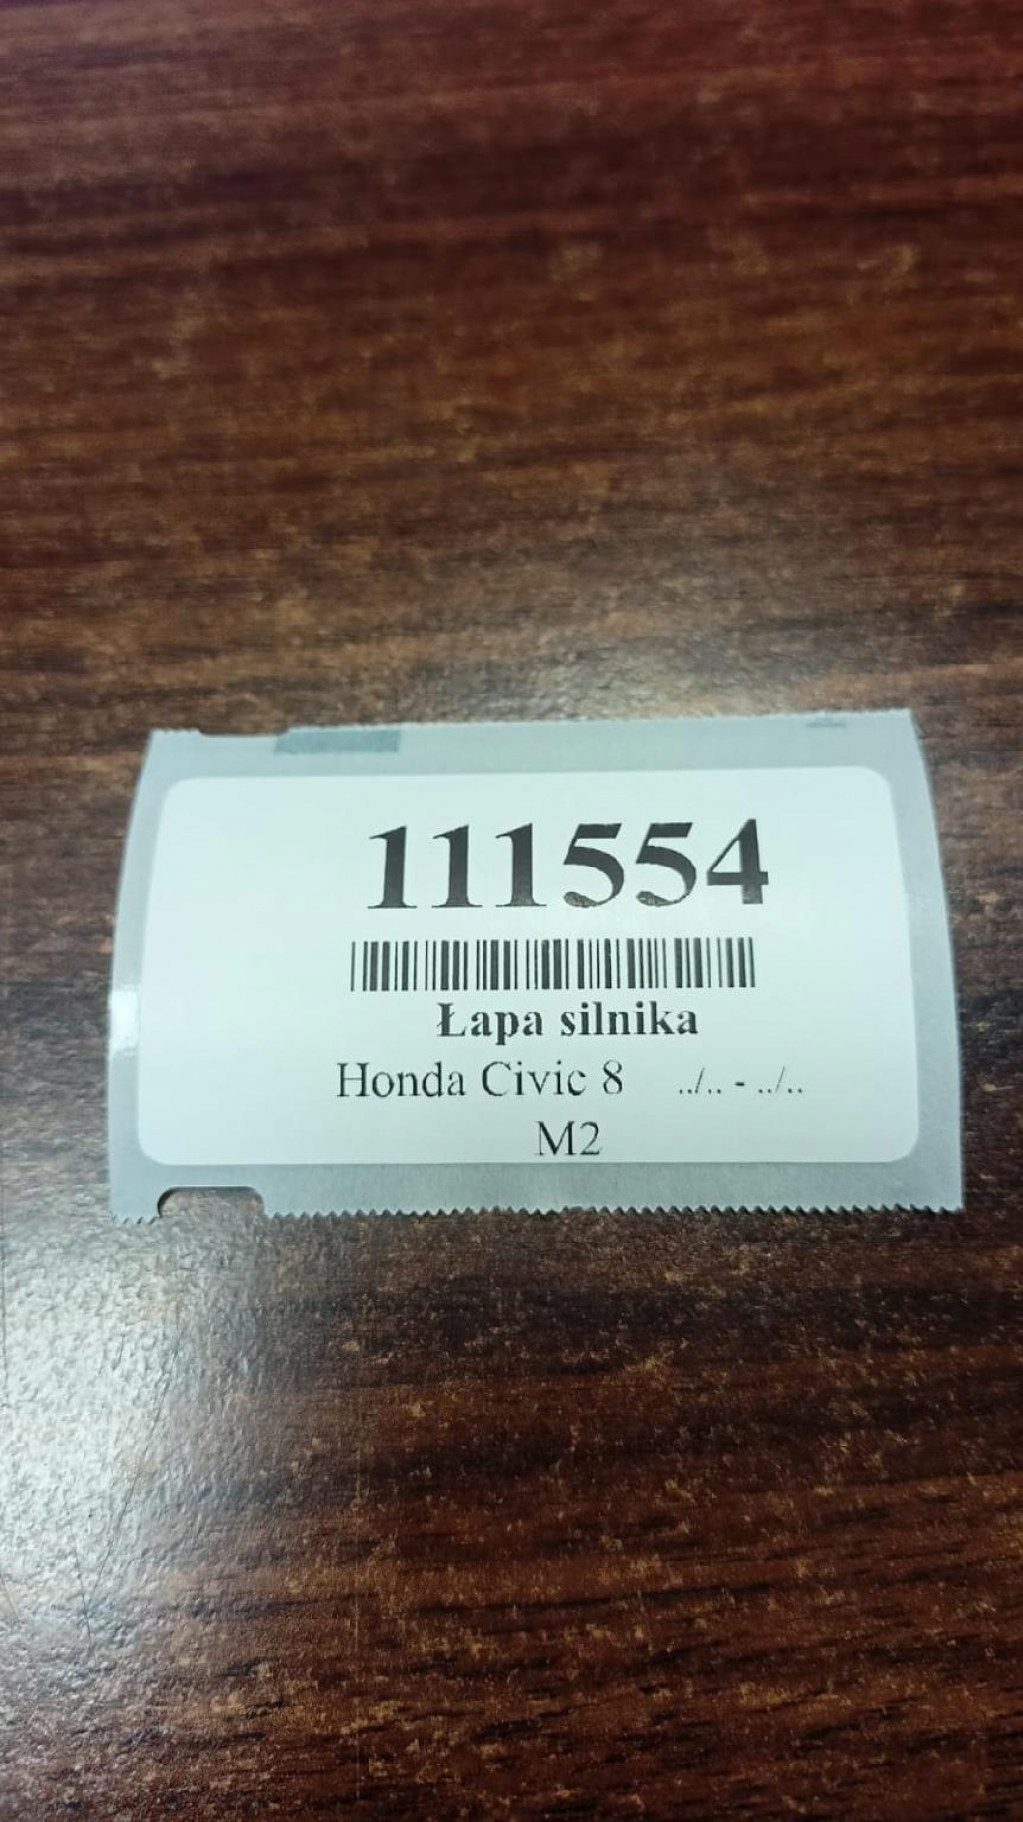 111554
Łapa silnika
Honda Civic 8 ../.. - ../..
M2